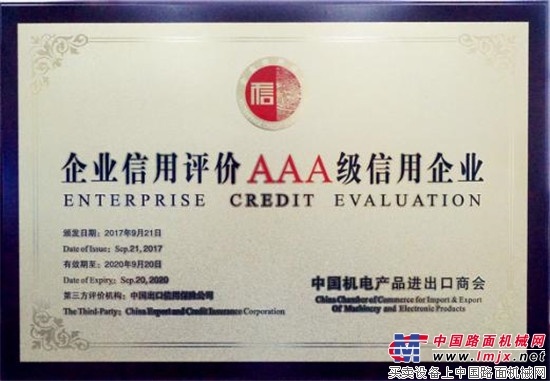 信
企业信用评价AAA级信用企业
ENTERPRISE CREDIT EVALUATION
颁发日期：2017年9月21日
Date of Issue: Sep.21, 2017
有效期至：2020年9月20日
Date of Expiry: Sep.20, 2020
第三方评价机构：中国出口信用保险公司
The Third-Party: China Export and Credit Insurance Corporation
中国机电产品进出口商会
China Chamber of Commerce for Import & Export
Of Machinery and Electronic Products
中国路面机械网
www.lmjx.net
买卖设备上中国路面机械网